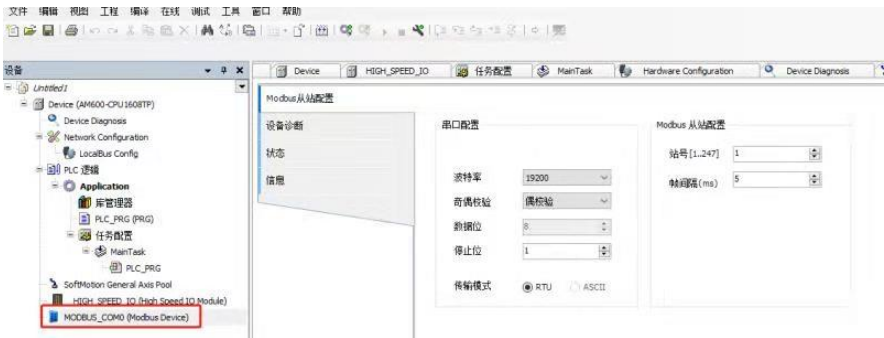 文件 编辑 视图 工程 编译 在线 调试 工具 窗口 帮助
设备
Device
HIGH_SPEED_IO
任务配置
MainTask
Hardware Configuration
Device Diagnosis
Untitled1
Device (AM600-CPU1608TP)
Device Diagnosis
Network Configuration
LocalBus Config
PLC 逻辑
Application
库管理器
PLC_PRG (PRG)
任务配置
MainTask
PLC_PRG
SoftMotion General Axis Pool
HIGH_SPEED_IO (High Speed IO Module)
MODBUS_COM0 (Modbus Device)
Modbus从站配置
设备诊断
状态
信息
串口配置
波特率 19200
奇偶校验 偶校验
数据位 8
停止位 1
传输模式 RTU ASCII
Modbus 从站配置
站号[1..247] 1
帧间隔(ms) 5